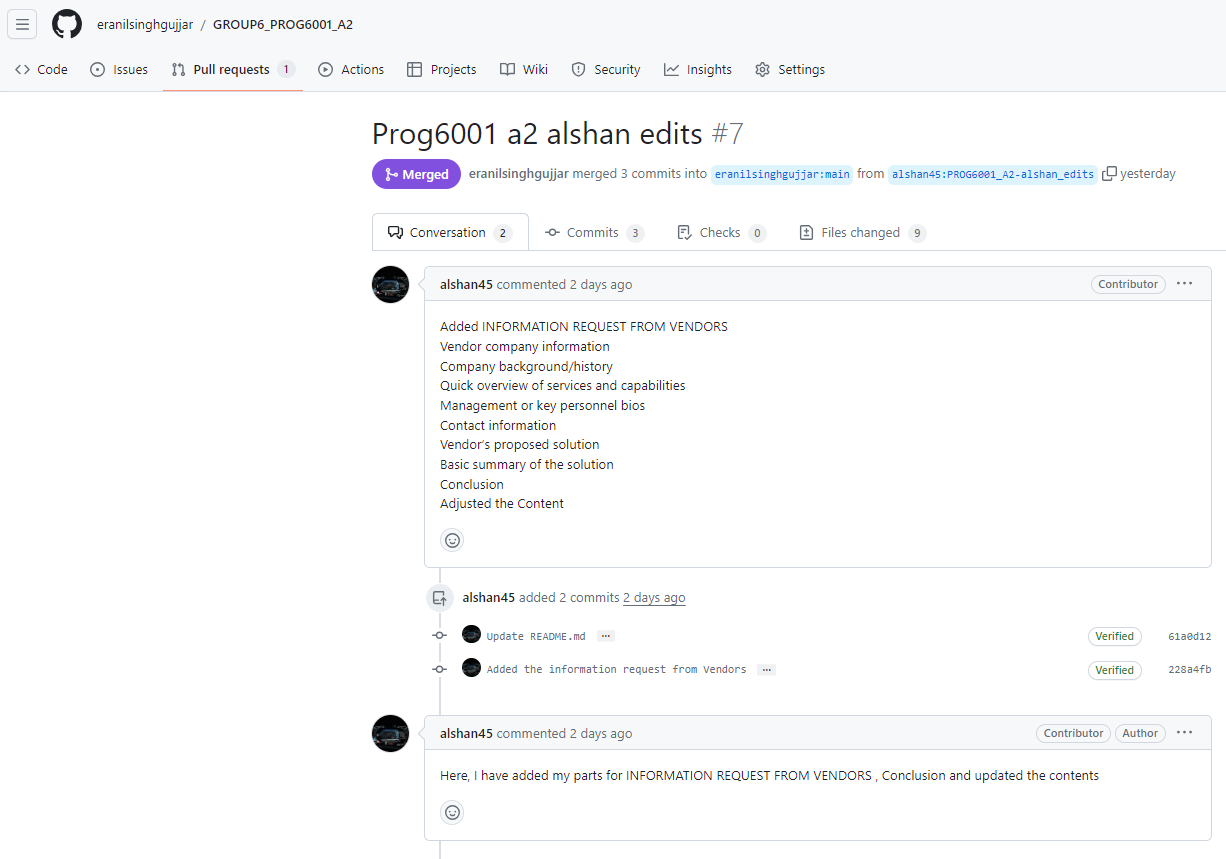 eranilsinghgujjar / GROUP6_PROG6001_A2
Code Issues Pull requests 1 Actions Projects Wiki Security Insights Settings
Prog6001 a2 alshan edits #7
Merged eranilsinghgujjar merged 3 commits into eranilsinghgujjar:main from alshan45:PROG6001_A2-alshan_edits yesterday
Conversation 2 Commits 3 Checks 0 Files changed 9
alshan45 commented 2 days ago Contributor ...
Added INFORMATION REQUEST FROM VENDORS
Vendor company information
Company background/history
Quick overview of services and capabilities
Management or key personnel bios
Contact information
Vendor's proposed solution
Basic summary of the solution
Conclusion
Adjusted the Content
alshan45 added 2 commits 2 days ago
Update README.md ... Verified 61a0d12
Added the information request from Vendors ... Verified 228a4fb
alshan45 commented 2 days ago Contributor Author ...
Here, I have added my parts for INFORMATION REQUEST FROM VENDORS , Conclusion and updated the contents